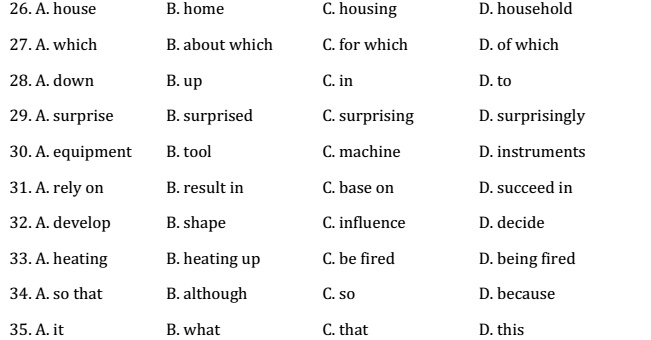 26. A. house B. home C. housing D. household
27. A. which B. about which C. for which D. of which
28. A. down B. up C. in D. to
29. A. surprise B. surprised C. surprising D. surprisingly
30. A. equipment B. tool C. machine D. instruments
31. A. rely on B. result in C. base on D. succeed in
32. A. develop B. shape C. influence D. decide
33. A. heating B. heating up C. be fired D. being fired
34. A. so that B. although C. so D. because
35. A. it B. what C. that D. this